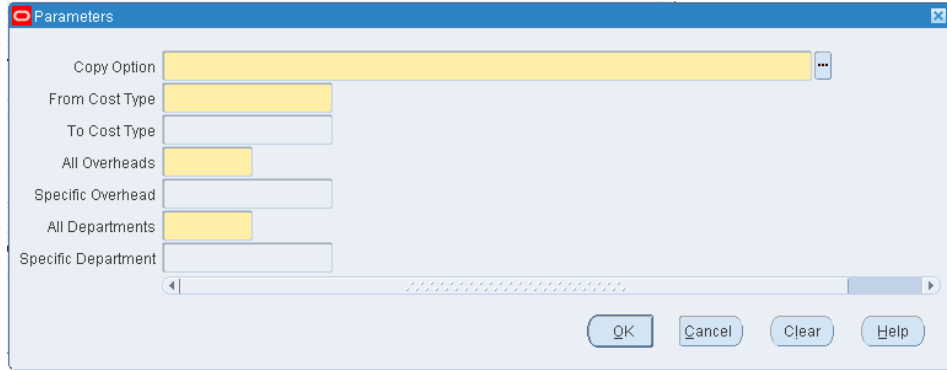 Parameters
Copy Option
From Cost Type
To Cost Type
All Overheads
Specific Overhead
All Departments
Specific Department
OK Cancel Clear Help